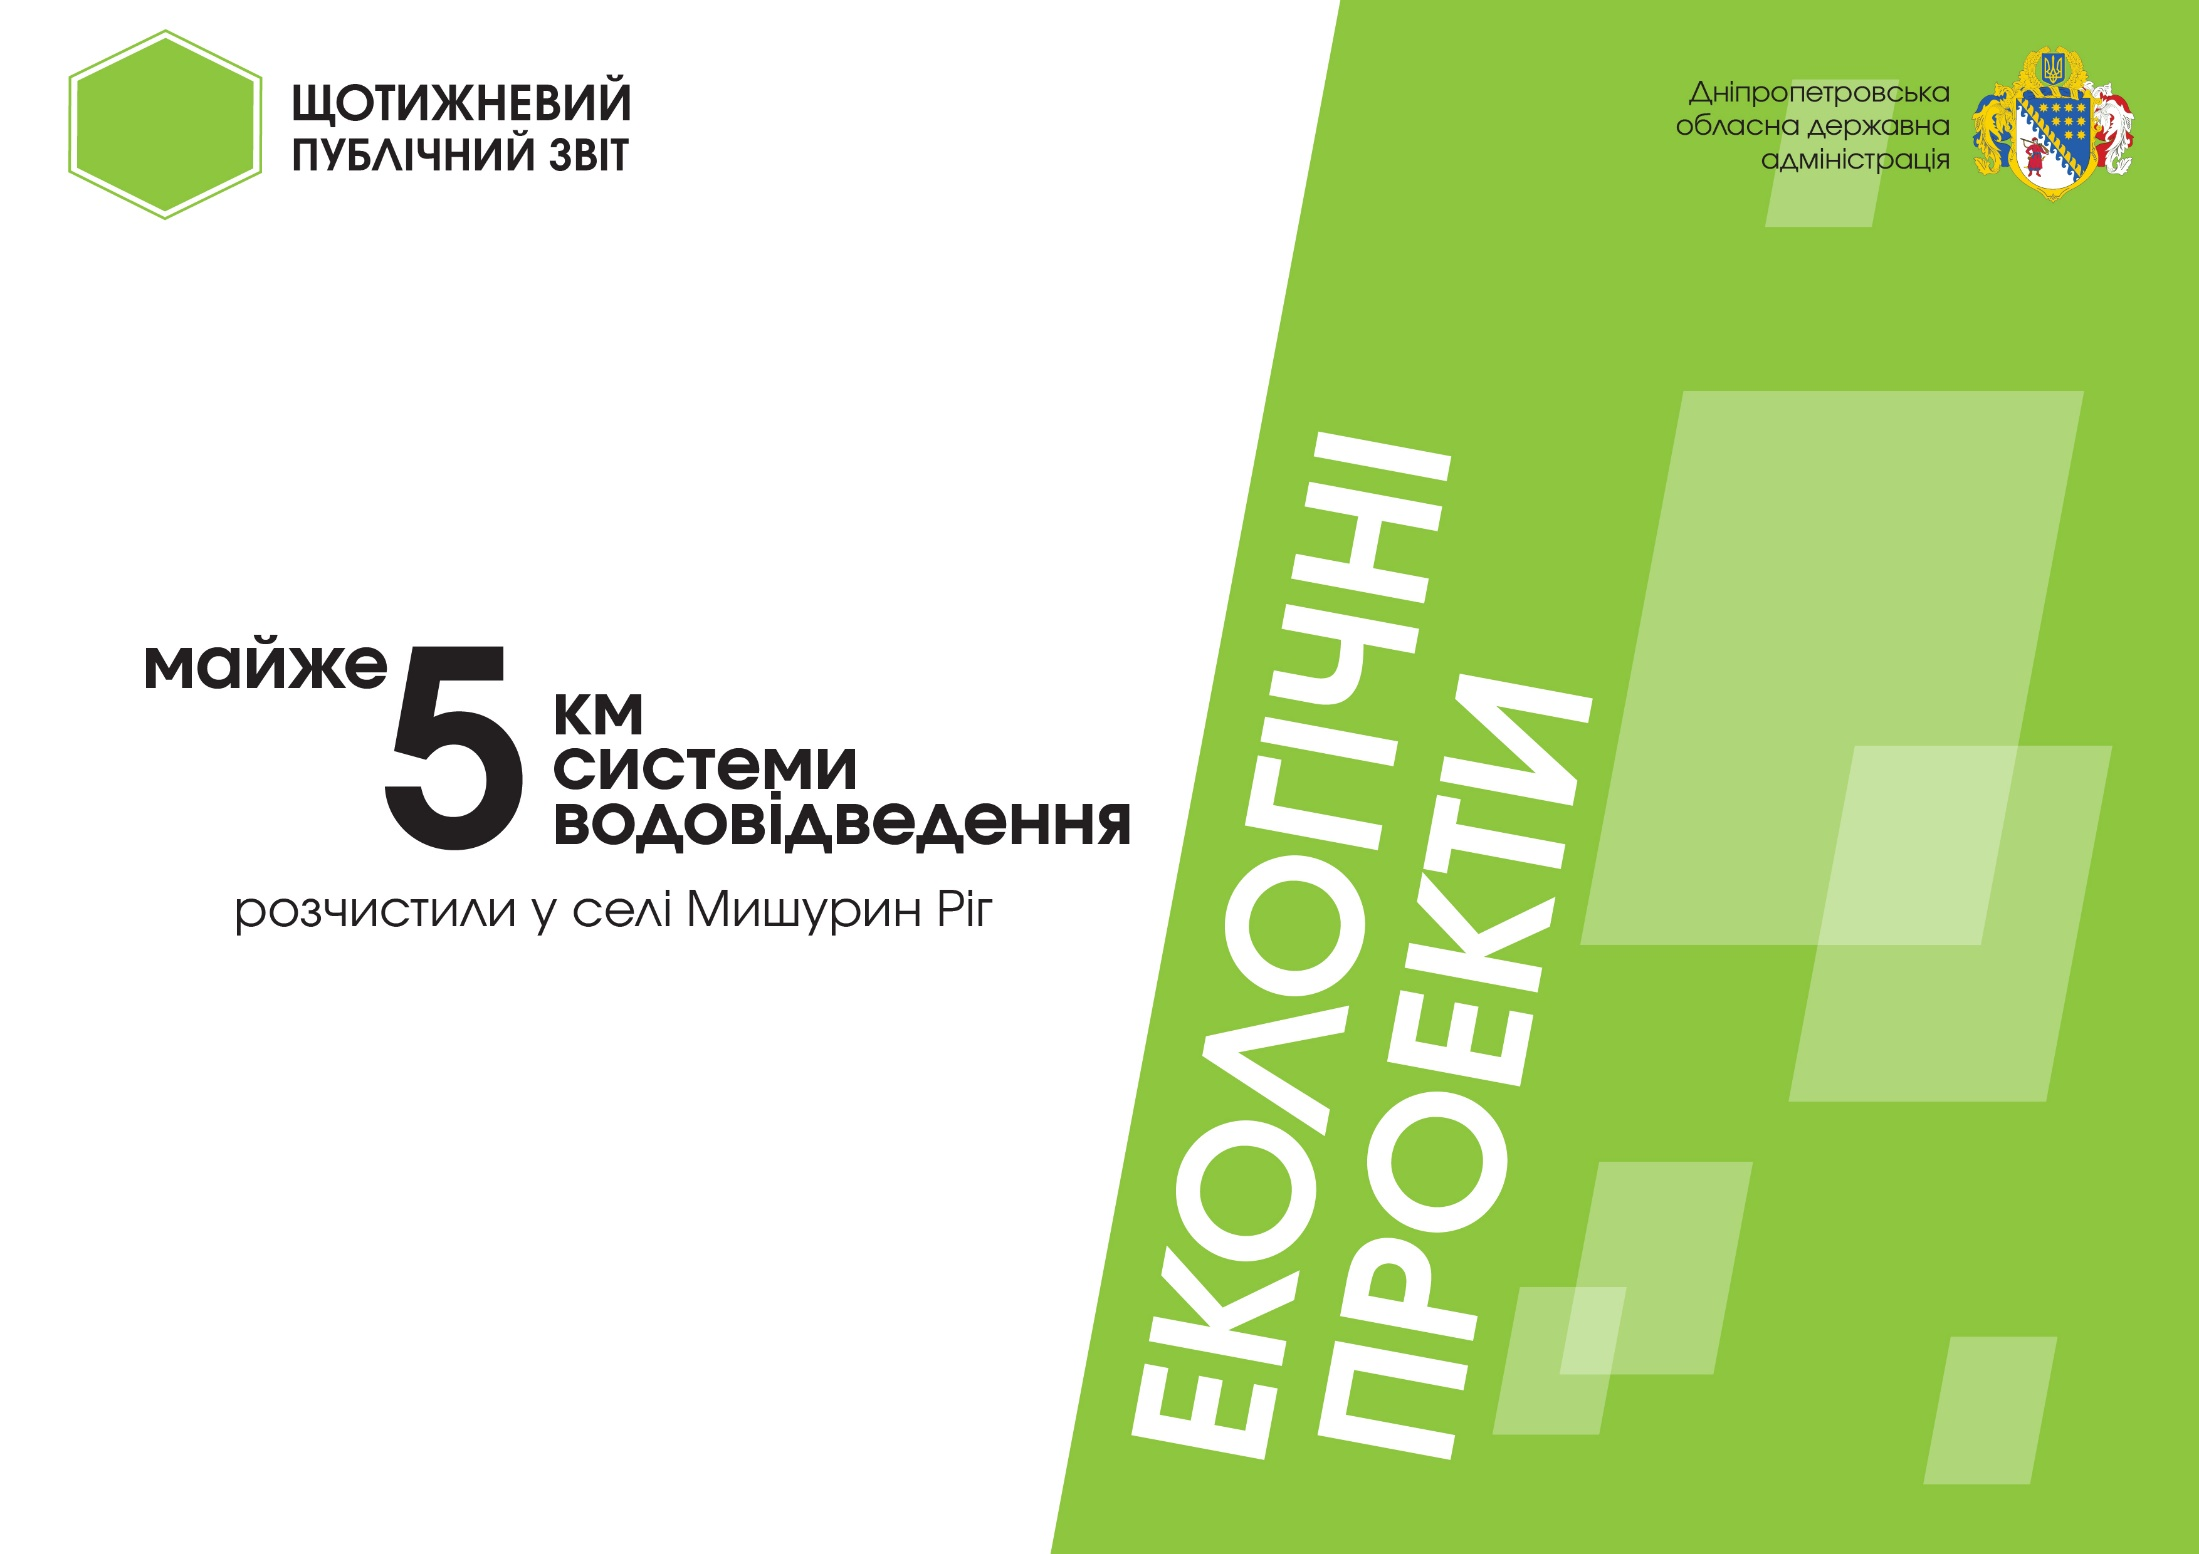 ЩОТИЖНЕВИЙ
ПУБЛІЧНИЙ ЗВІТ
Дніпропетровська
обласна державна
адміністрація
майже 5 км
системи
водовідведення
розчистили у селі Мишурин Ріг
ЕКОЛОГІЧНІ
ПРОЕКТИ